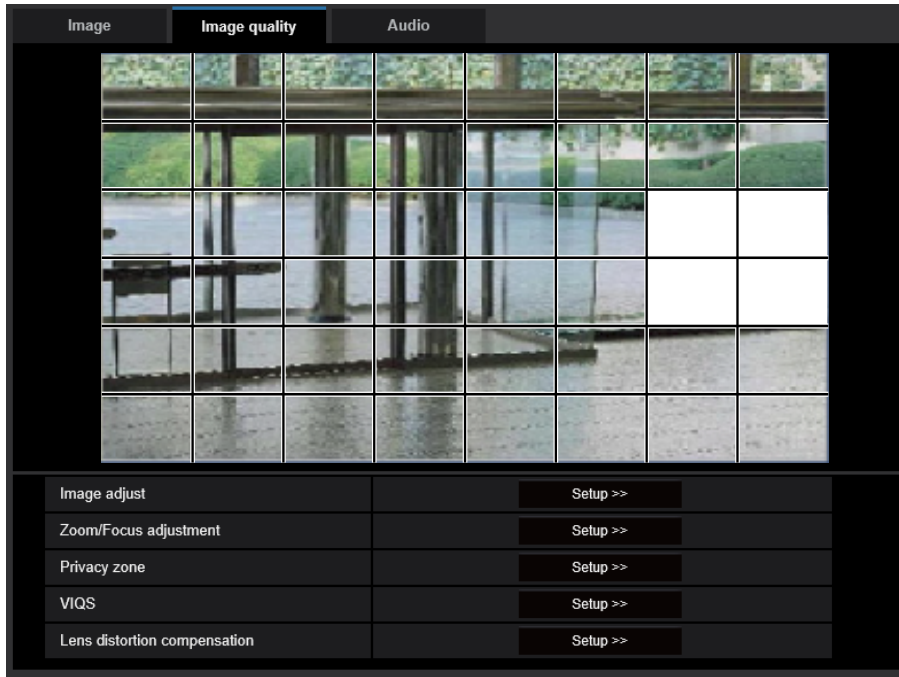 Image Image quality Audio
Image adjust Setup >>
Zoom/Focus adjustment Setup >>
Privacy zone Setup >>
VIQS Setup >>
Lens distortion compensation Setup >>